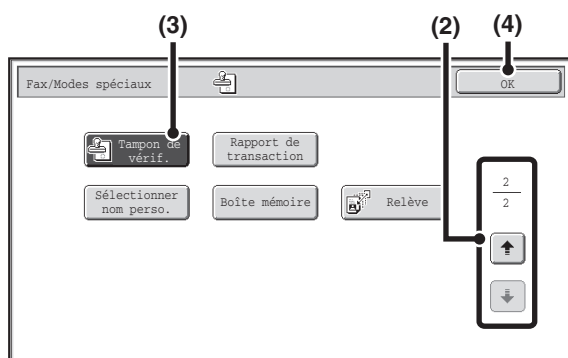 (3)
(2)
(4)
Fax/Modes spéciaux
OK
Tampon de
vérif.
Rapport de
transaction
Sélectionner
nom perso.
Boîte mémoire
Relève
2
2